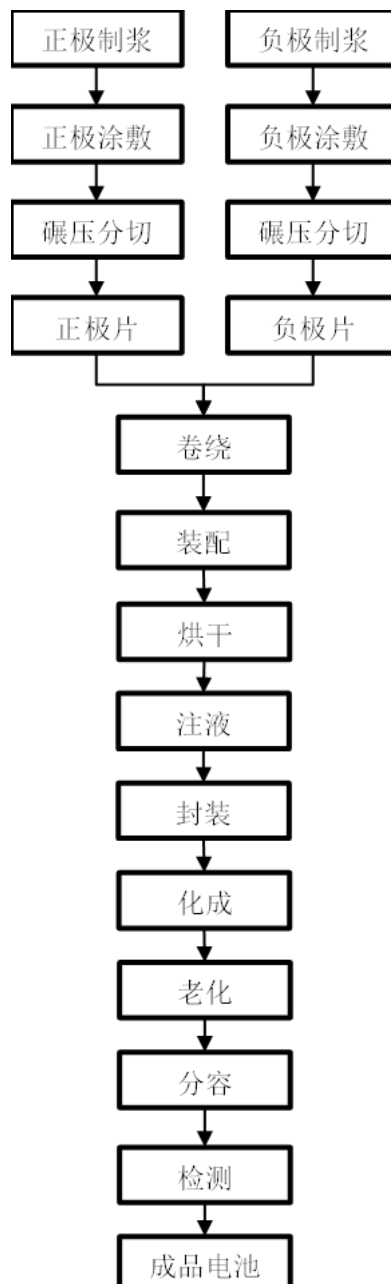 正极制浆
负极制浆
正极涂敷
负极涂敷
碾压分切
碾压分切
正极片
负极片
卷绕
装配
烘干
注液
封装
化成
老化
分容
检测
成品电池